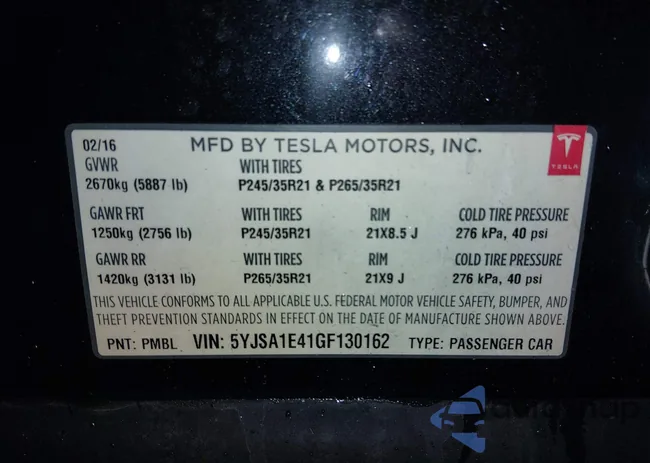 02/16 MFD BY TESLA MOTORS, INC.
TESLA
GVWR WITH TIRES
2670kg (5887 lb) P245/35R21 & P265/35R21
GAWR FRT WITH TIRES RIM COLD TIRE PRESSURE
1250kg (2756 lb) P245/35R21 21X8.5 J 276 kPa, 40 psi
GAWR RR WITH TIRES RIM COLD TIRE PRESSURE
1420kg (3131 lb) P265/35R21 21X9 J 276 kPa, 40 psi
THIS VEHICLE CONFORMS TO ALL APPLICABLE U.S. FEDERAL MOTOR VEHICLE SAFETY, BUMPER, AND
THEFT PREVENTION STANDARDS IN EFFECT ON THE DATE OF MANUFACTURE SHOWN ABOVE.
PNT: PMBL VIN: 5YJSA1E41GF130162 TYPE: PASSENGER CAR